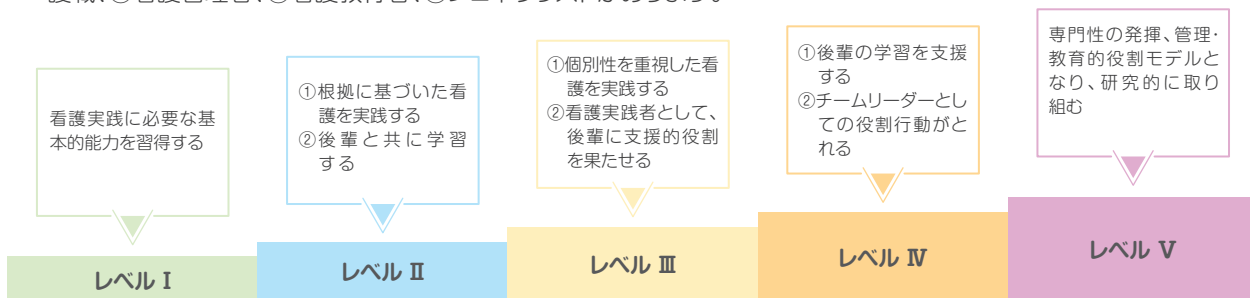 看護実践に必要な基
本的能力を習得する
①根拠に基づいた看
護を実践する
②後輩と共に学習
する
①個別性を重視した看
護を実践する
②看護実践者として、
後輩に支援的役割
を果たせる
①後輩の学習を支援
する
②チームリーダーとし
ての役割行動がと
れる
専門性の発揮、管理・
教育的役割モデルと
なり、研究的に取り
組む
レベル Ⅰ
レベル Ⅱ
レベル Ⅲ
レベル Ⅳ
レベル Ⅴ